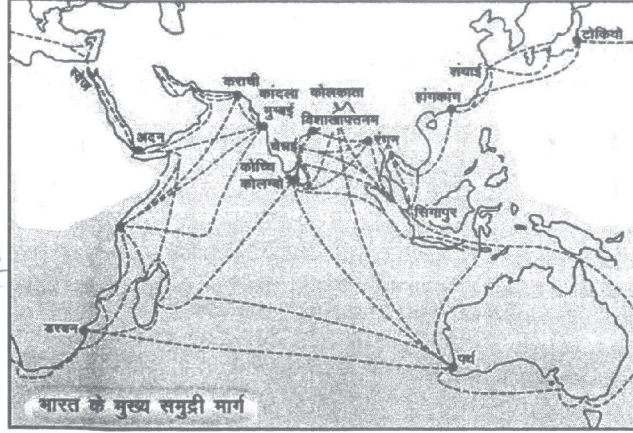 टोकियो
शंघाई
हांगकांग
कराची
कांदला
कोलकाता
मुम्बई
विशाखापत्तनम
अदन
चेन्नई
रंगून
कोच्चि
कोलम्बो
सिंगापुर
डरबन
पर्थ
भारत के मुख्य समुद्री मार्ग